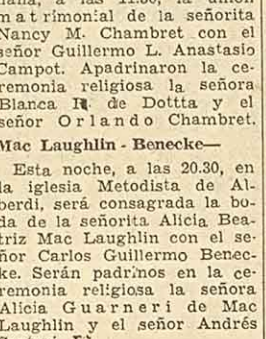 matrimonial de la señorita
Nancy M. Chambret con el
señor Guillermo L. Anastasio
Campot. Apadrinaron la ce-
remonia religiosa la señora
Blanca R. de Dottta y el
señor Orlando Chambret.
Mac Laughlin - Benecke—
Esta noche, a las 20.30, en
la iglesia Metodista de Al-
berdi, será consagrada la bo-
da de la señorita Alicia Bea-
triz Mac Laughlin con el se-
ñor Carlos Guillermo Benec-
ke. Serán padrinos en la ce-
remonia religiosa la señora
Alicia Guarneri de Mac
Laughlin y el señor Andrés